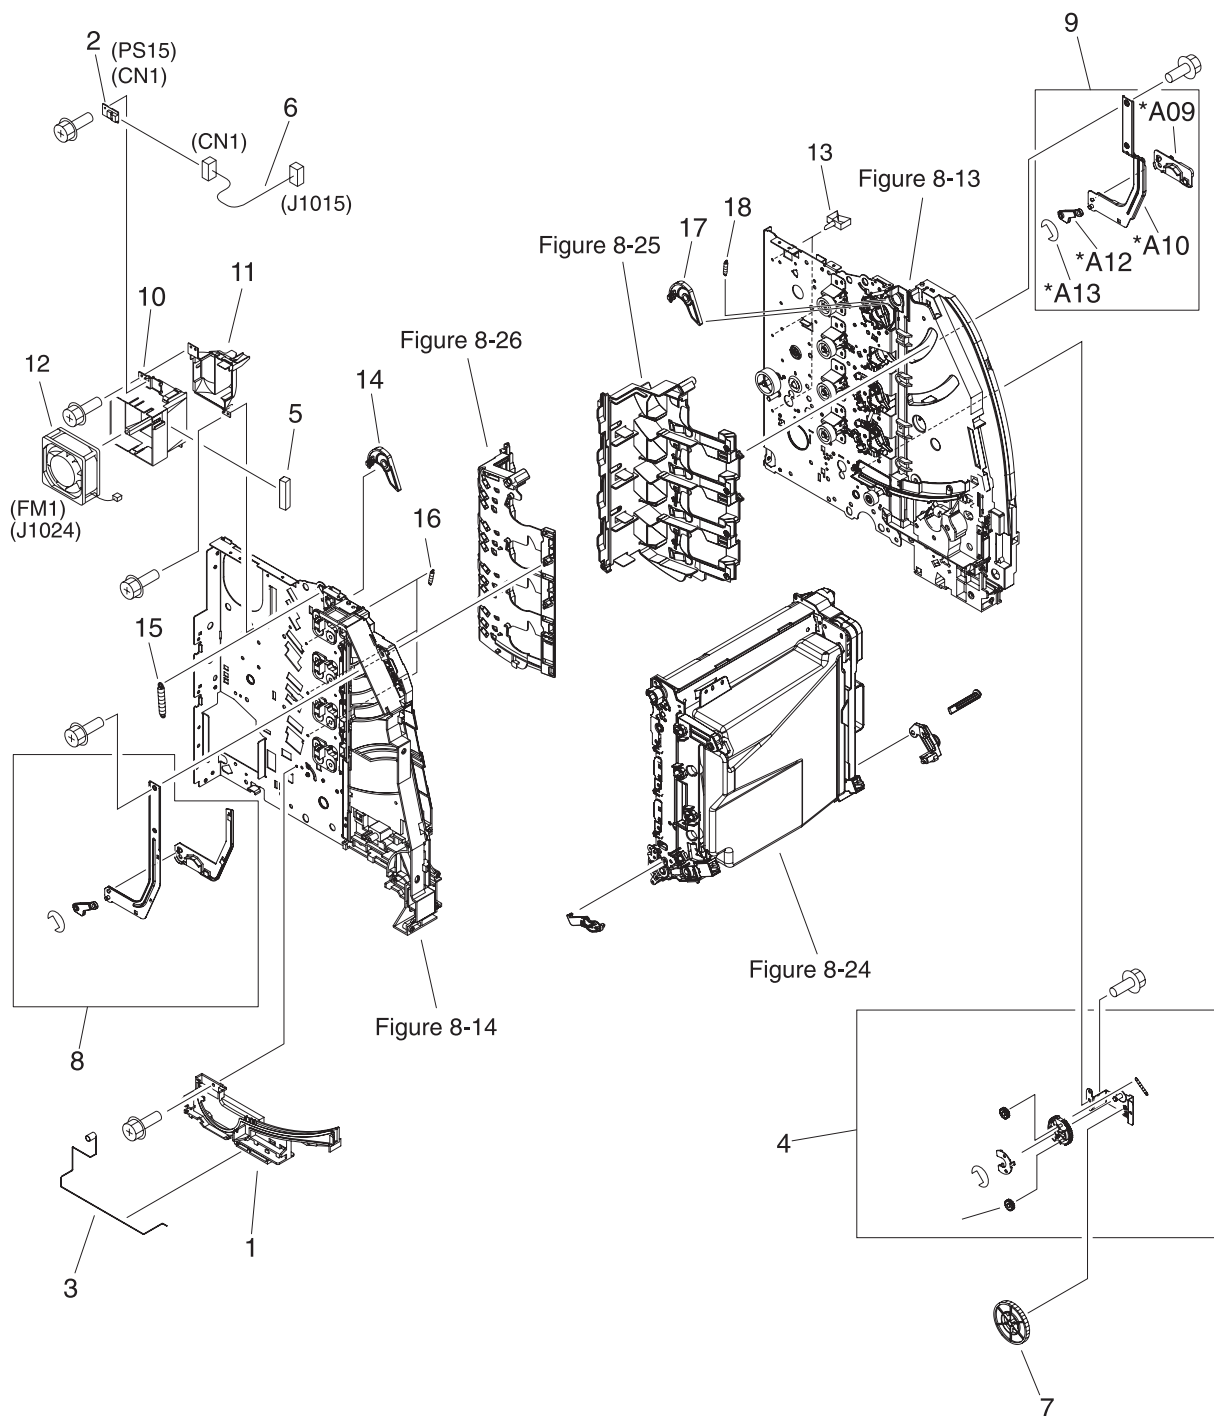 9
2 (PS15)
(CN1)
6
*A09
(CN1)
13
Figure 8-13
(J1015)
18
17
Figure 8-25
*A10
*A12
*A13
11
10
Figure 8-26
12
14
5
(FM1)
(J1024)
16
15
Figure 8-24
Figure 8-14
8
4
1
3
7